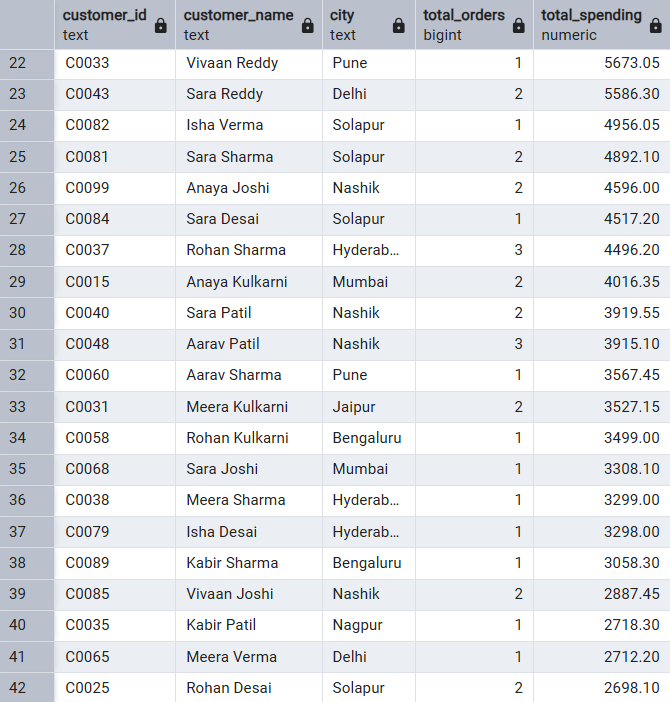 customer_id customer_name city total_orders total_spending
text text text bigint numeric
22 C0033 Vivaan Reddy Pune 1 5673.05
23 C0043 Sara Reddy Delhi 2 5586.30
24 C0082 Isha Verma Solapur 1 4956.05
25 C0081 Sara Sharma Solapur 2 4892.10
26 C0099 Anaya Joshi Nashik 2 4596.00
27 C0084 Sara Desai Solapur 1 4517.20
28 C0037 Rohan Sharma Hyderab... 3 4496.20
29 C0015 Anaya Kulkarni Mumbai 2 4016.35
30 C0040 Sara Patil Nashik 2 3919.55
31 C0048 Aarav Patil Nashik 3 3915.10
32 C0060 Aarav Sharma Pune 1 3567.45
33 C0031 Meera Kulkarni Jaipur 2 3527.15
34 C0058 Rohan Kulkarni Bengaluru 1 3499.00
35 C0068 Sara Joshi Mumbai 1 3308.10
36 C0038 Meera Sharma Hyderab... 1 3299.00
37 C0079 Isha Desai Hyderab... 1 3298.00
38 C0089 Kabir Sharma Bengaluru 1 3058.30
39 C0085 Vivaan Joshi Nashik 2 2887.45
40 C0035 Kabir Patil Nagpur 1 2718.30
41 C0065 Meera Verma Delhi 1 2712.20
42 C0025 Rohan Desai Solapur 2 2698.10